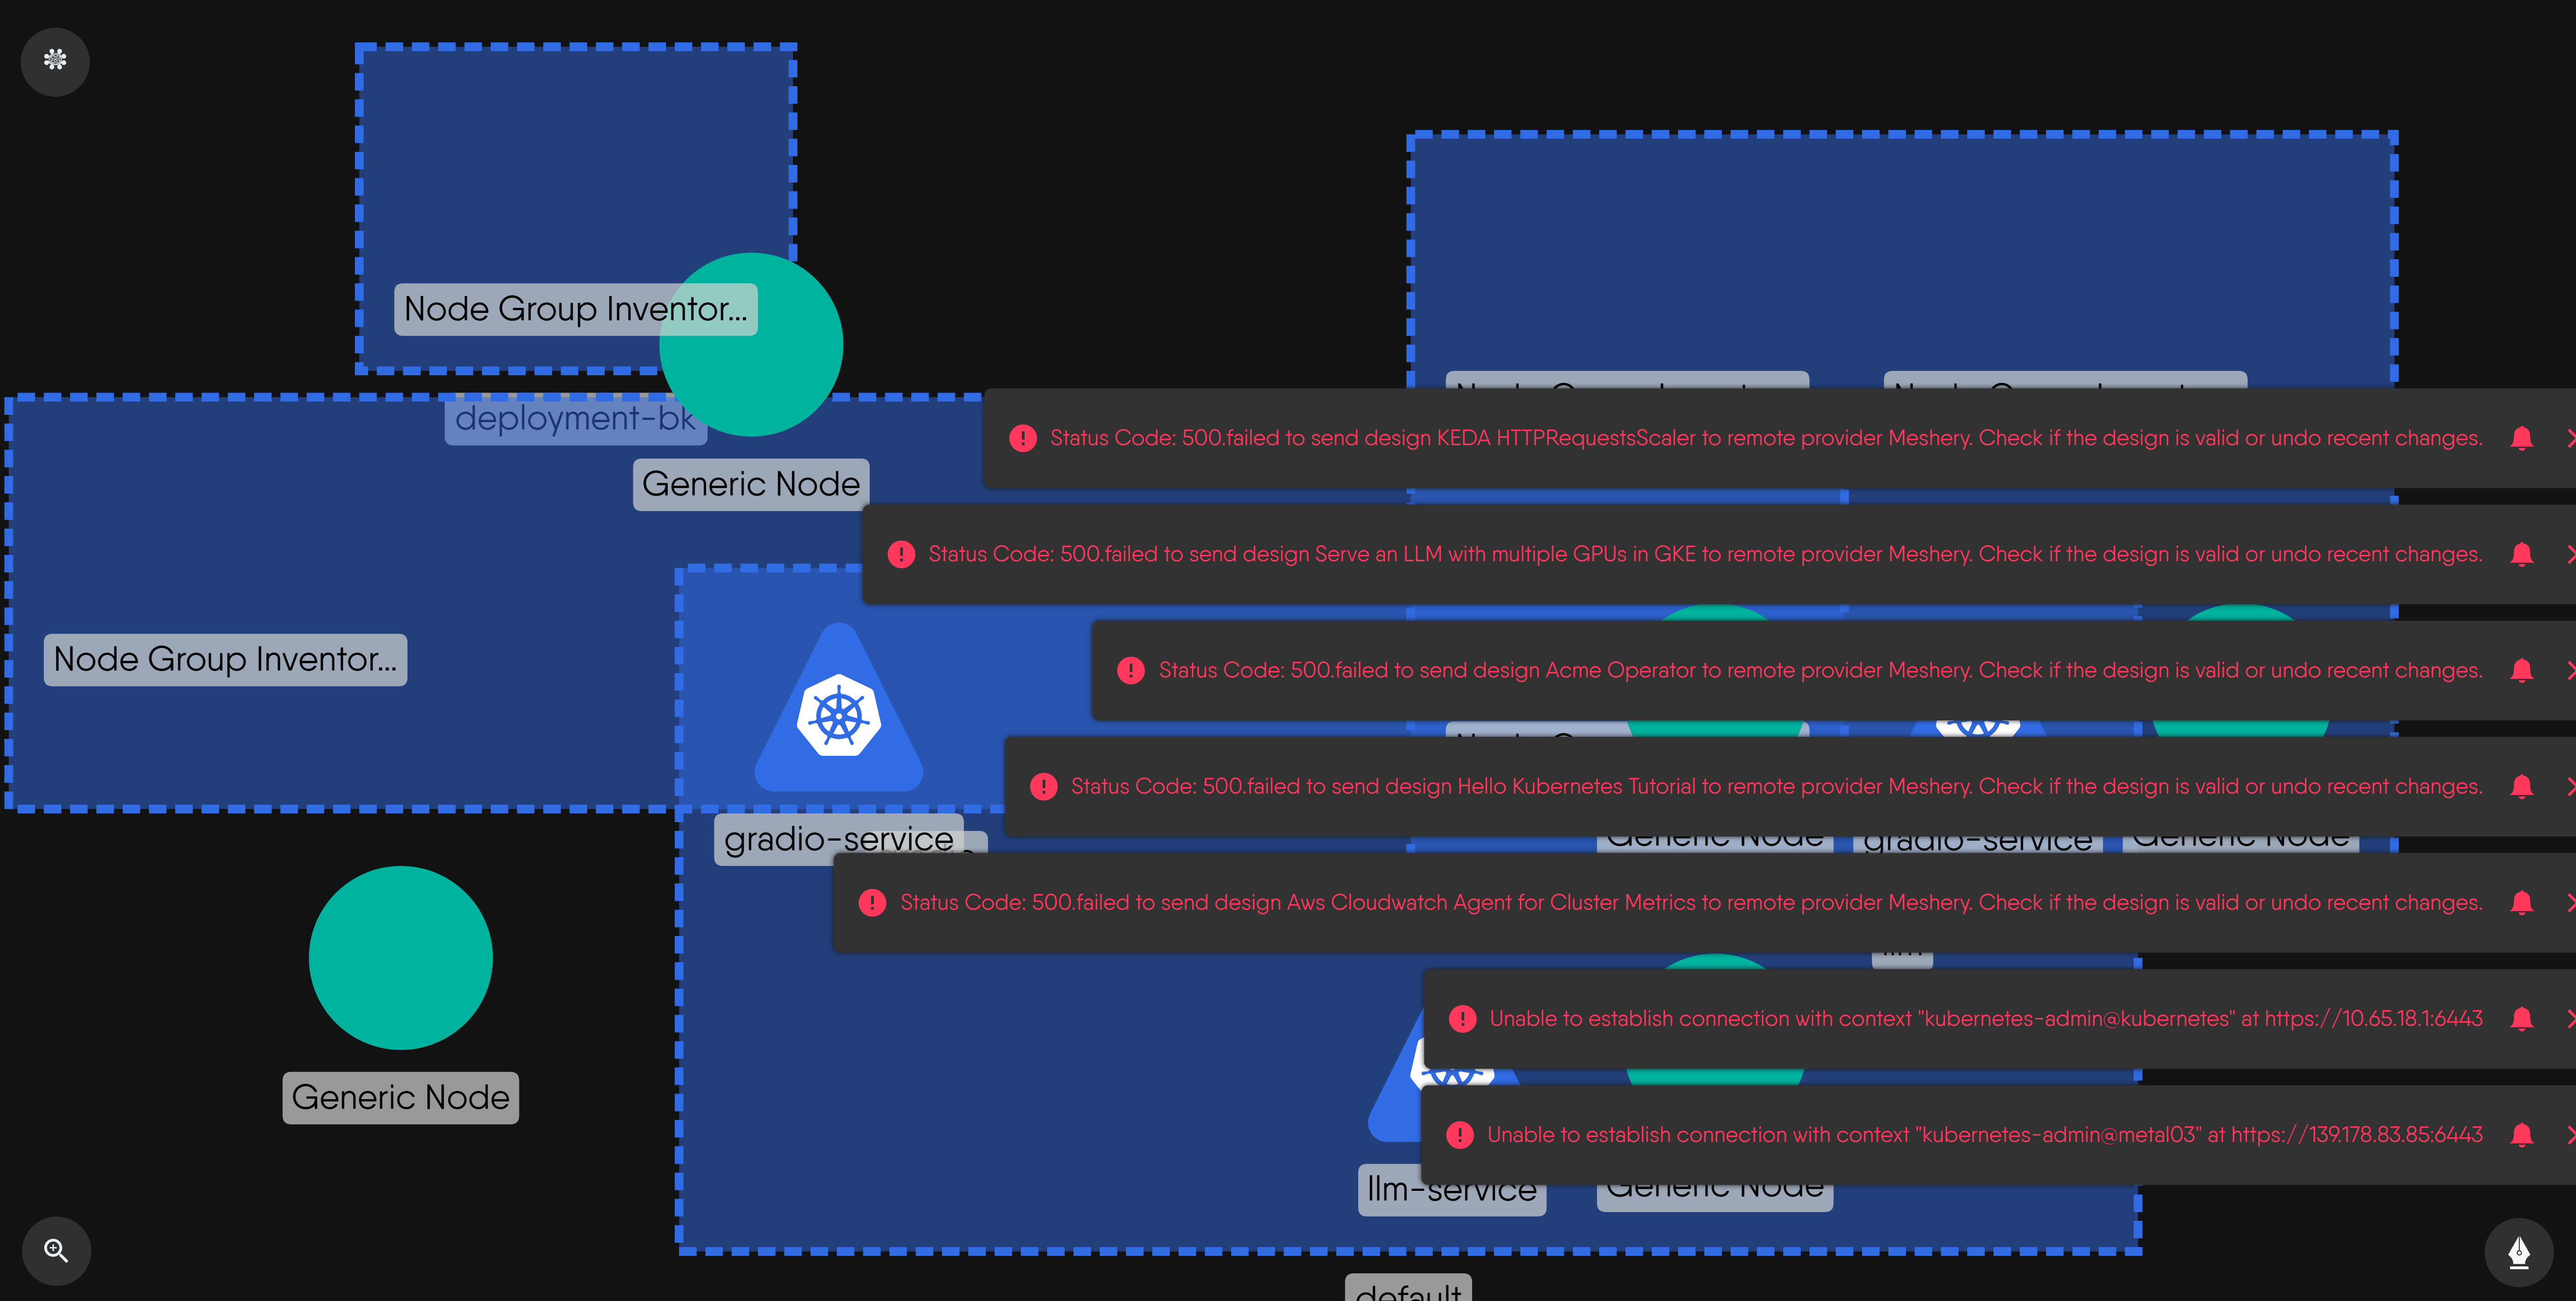 Node Group Inventor...
deployment-bk
Generic Node
Status Code: 500.failed to send design KEDA HTTPRequestsScaler to remote provider Meshery. Check if the design is valid or undo recent changes.
Status Code: 500.failed to send design Serve an LLM with multiple GPUs in GKE to remote provider Meshery. Check if the design is valid or undo recent changes.
Node Group Inventor...
Status Code: 500.failed to send design Acme Operator to remote provider Meshery. Check if the design is valid or undo recent changes.
Status Code: 500.failed to send design Hello Kubernetes Tutorial to remote provider Meshery. Check if the design is valid or undo recent changes.
gradio-service
Generic Node
gradio-service
Generic Node
Status Code: 500.failed to send design Aws Cloudwatch Agent for Cluster Metrics to remote provider Meshery. Check if the design is valid or undo recent changes.
Unable to establish connection with context "kubernetes-admin@kubernetes" at https://10.65.18.1:6443
Generic Node
Unable to establish connection with context "kubernetes-admin@metal03" at https://139.178.83.85:6443
llm-service
Generic Node
default